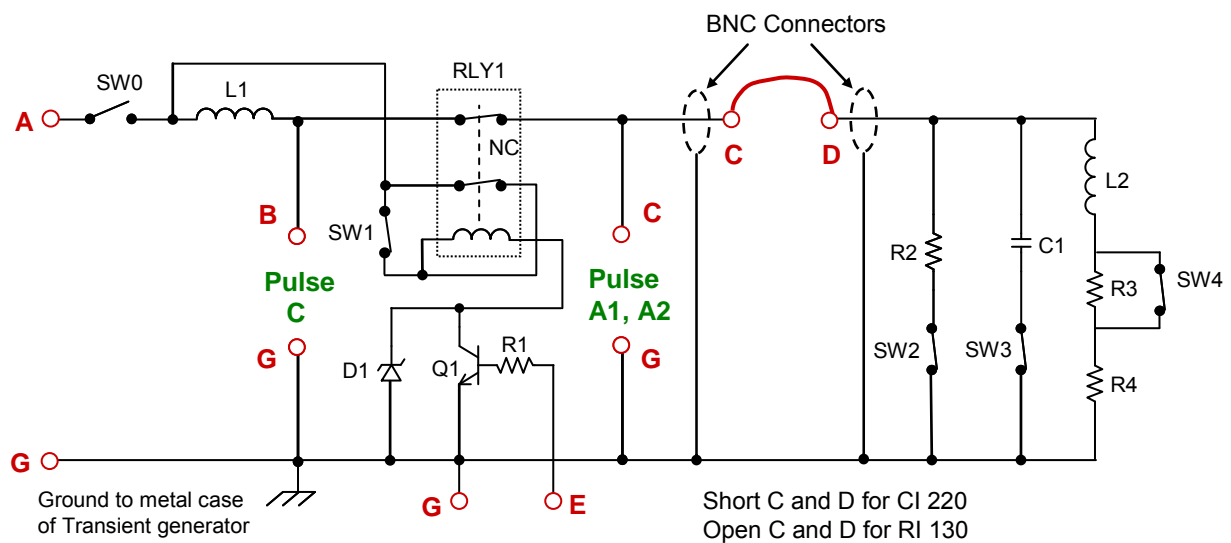 BNC Connectors
SW0
L1
RLY1
A
NC
C
D
L2
B
SW1
C
R2
C1
R3
SW4
Pulse
C
Pulse
A1, A2
G
D1
Q1
R1
G
SW2
SW3
R4
G
Ground to metal case
of Transient generator
G
E
Short C and D for CI 220
Open C and D for RI 130